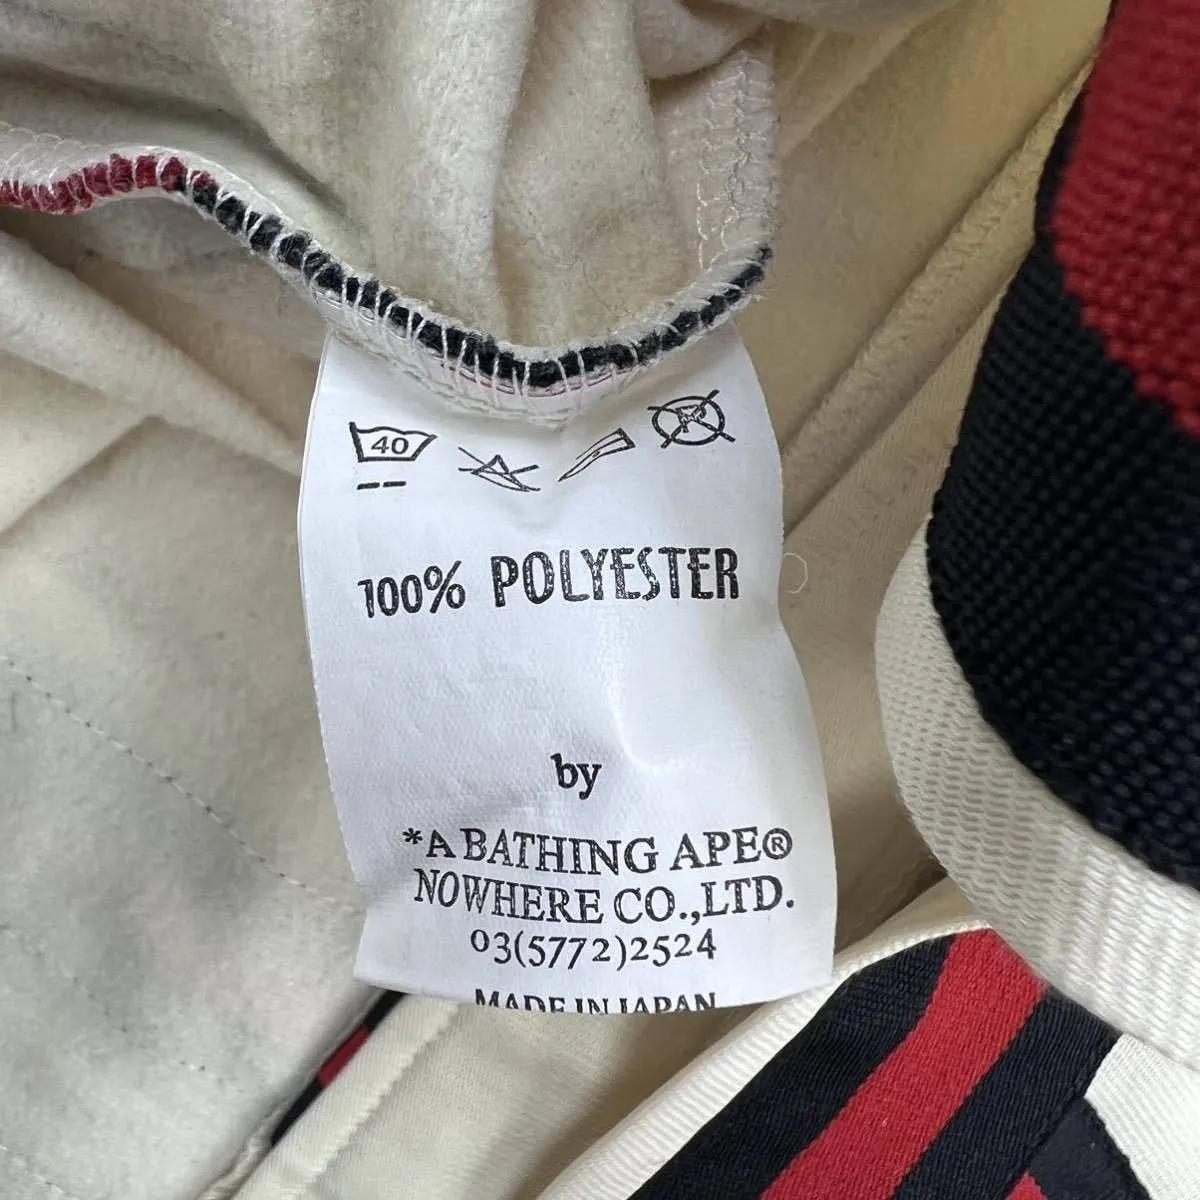 40
100% POLYESTER
by
*A BATHING APE®
NOWHERE CO.,LTD.
03(5772)2524
MADE IN JAPAN